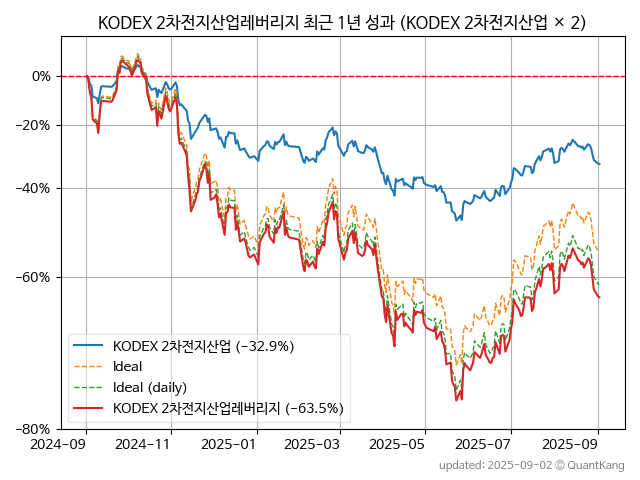 KODEX 2차전지산업레버리지 최근 1년 성과 (KODEX 2차전지산업 × 2)
0%
−20%
−40%
−60%
−80%
KODEX 2차전지산업 (−32.9%)
Ideal
Ideal (daily)
KODEX 2차전지산업레버리지 (−63.5%)
2024-09 2024-11 2025-01 2025-03 2025-05 2025-07 2025-09
updated: 2025-09-02 © QuantKang